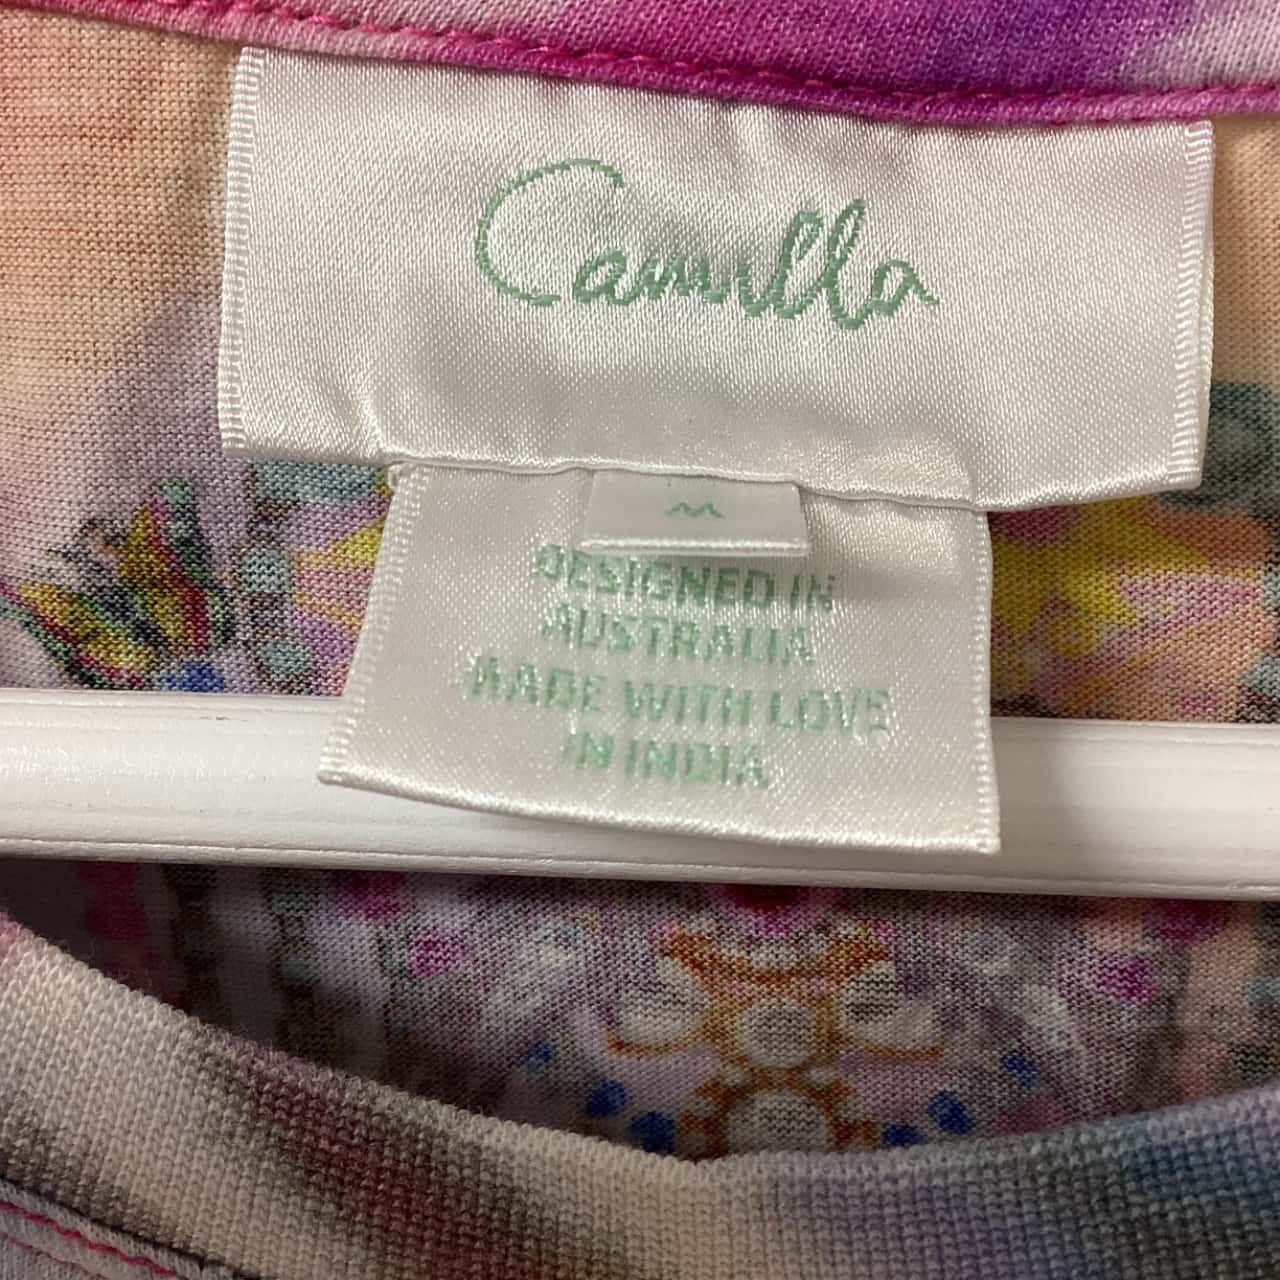 Camilla
M
DESIGNED IN
AUSTRALIA
MADE WITH LOVE
IN INDIA